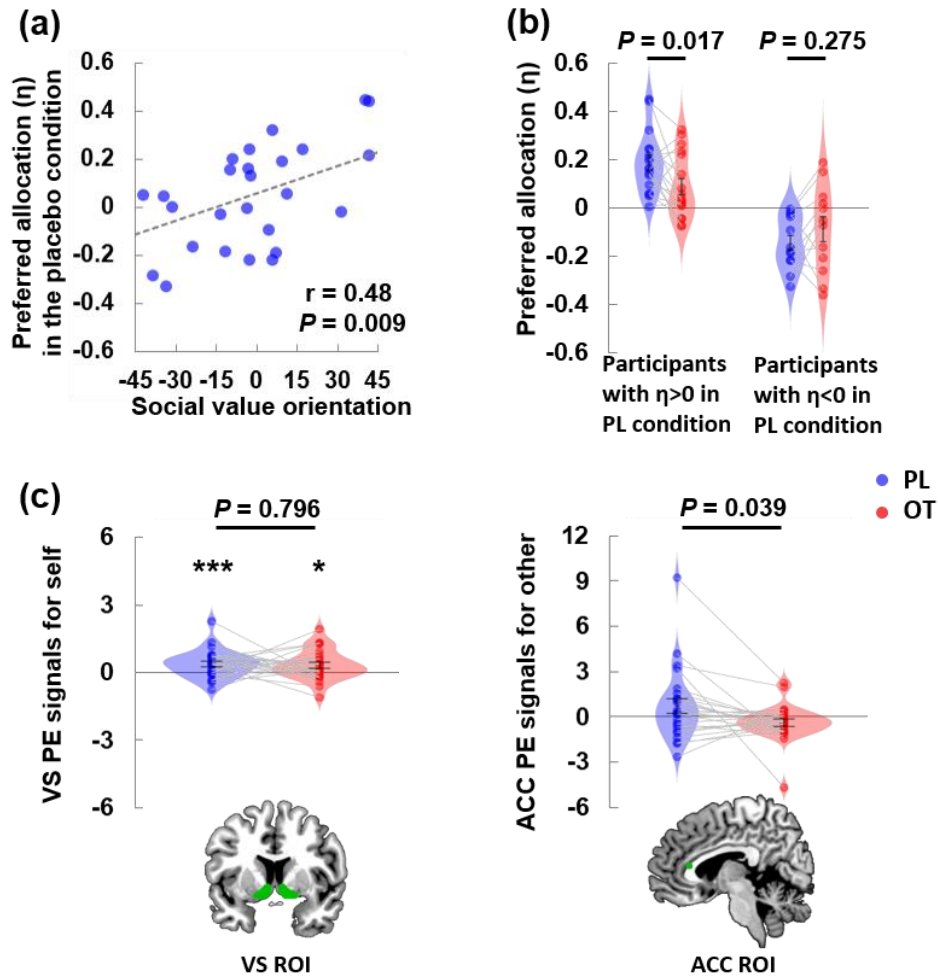 (a)
Preferred allocation (η)
in the placebo condition
0.6
0.4
0.2
0
-0.2
-0.4
-0.6
r = 0.48
P = 0.009
-45 -30 -15 0 15 30 45
Social value orientation
(b)
P = 0.017 P = 0.275
Preferred allocation (η)
0.6
0.4
0.2
0
-0.2
-0.4
-0.6
Participants
with η>0 in
PL condition
Participants
with η<0 in
PL condition
(c)
P = 0.796
VS PE signals for self
*** *
6
3
0
-3
-6
VS ROI
PL
OT
P = 0.039
ACC PE signals for other
12
9
6
3
0
-3
-6
ACC ROI